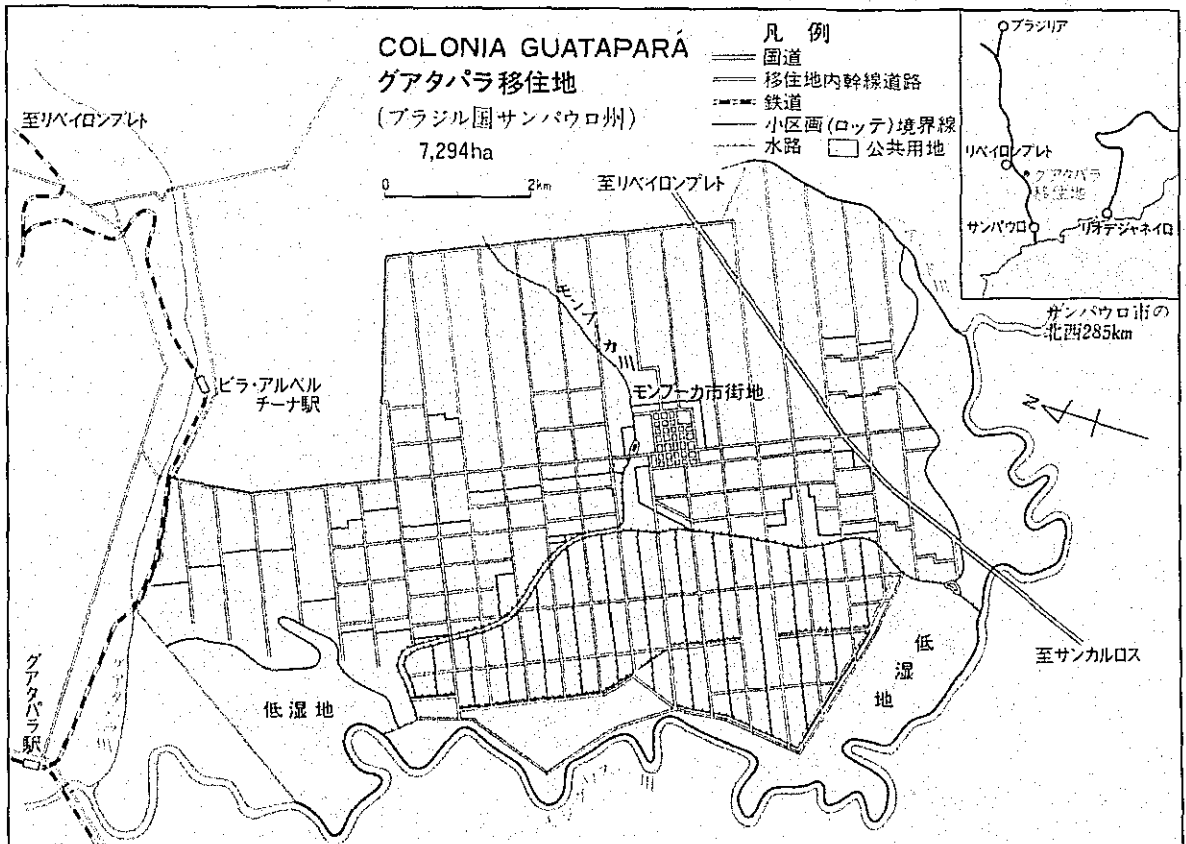 COLONIA GUATAPARÁ
グアタパラ移住地
(ブラジル国サンパウロ州)
7,294ha
0 2km
凡 例
国道
移住地内幹線道路
鉄道
小区画(ロッテ)境界線
水路 公共用地
ブラジリア
リベイロンプレト
グアタパラ
移住地
サンパウロ
リオデジャネイロ
サンパウロ市の
北西285km
至リベイロンプレト
至リベイロンプレト
ビラ・アルベル
チーナ駅
モンブーカ市街地
N
グアタパラ駅
低湿地
低湿地
至サンカルロス